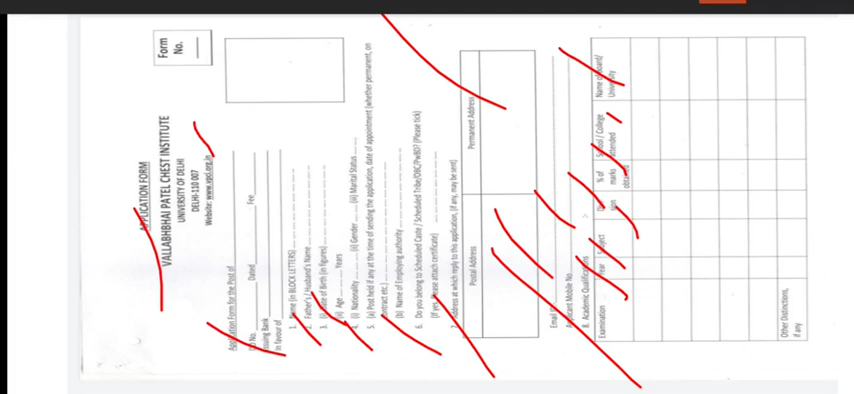 APPLICATION FORM
VALLABHBHAI PATEL CHEST INSTITUTE
UNIVERSITY OF DELHI
DELHI-110 007
Website: www.vpci.org.in
Form
No.
Application Form for the Post of
No. Dated Fee
Issuing Bank
In favour of
1. Name (in BLOCK LETTERS)
2. Father's / Husband's Name
3. (i) Date of Birth (in figures)
(ii) Age Years
4. (i) Nationality (ii) Gender (iii) Marital Status
5. (a) Post held if any at the time of sending the application, date of appointment (whether permanent, on
contract etc.)
(b) Name of Employing authority
6. Do you belong to Scheduled Caste / Scheduled Tribe/OBC/PwBD? (Please tick)
(If yes, Please attach certificate)
7. Address at which reply to this application, (if any, may be sent)
Postal Address Permanent Address
Email
Applicant Mobile No
8. Academic Qualifications
Examination Year Subject % of marks obtained School / College attended Name of Board/ University
Other Distinctions,
if any